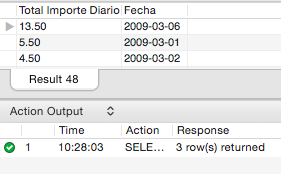 Total Importe Diario Fecha
13.50 2009-03-06
5.50 2009-03-01
4.50 2009-03-02
Result 48
Action Output
Time Action Response
1 10:28:03 SELE... 3 row(s) returned